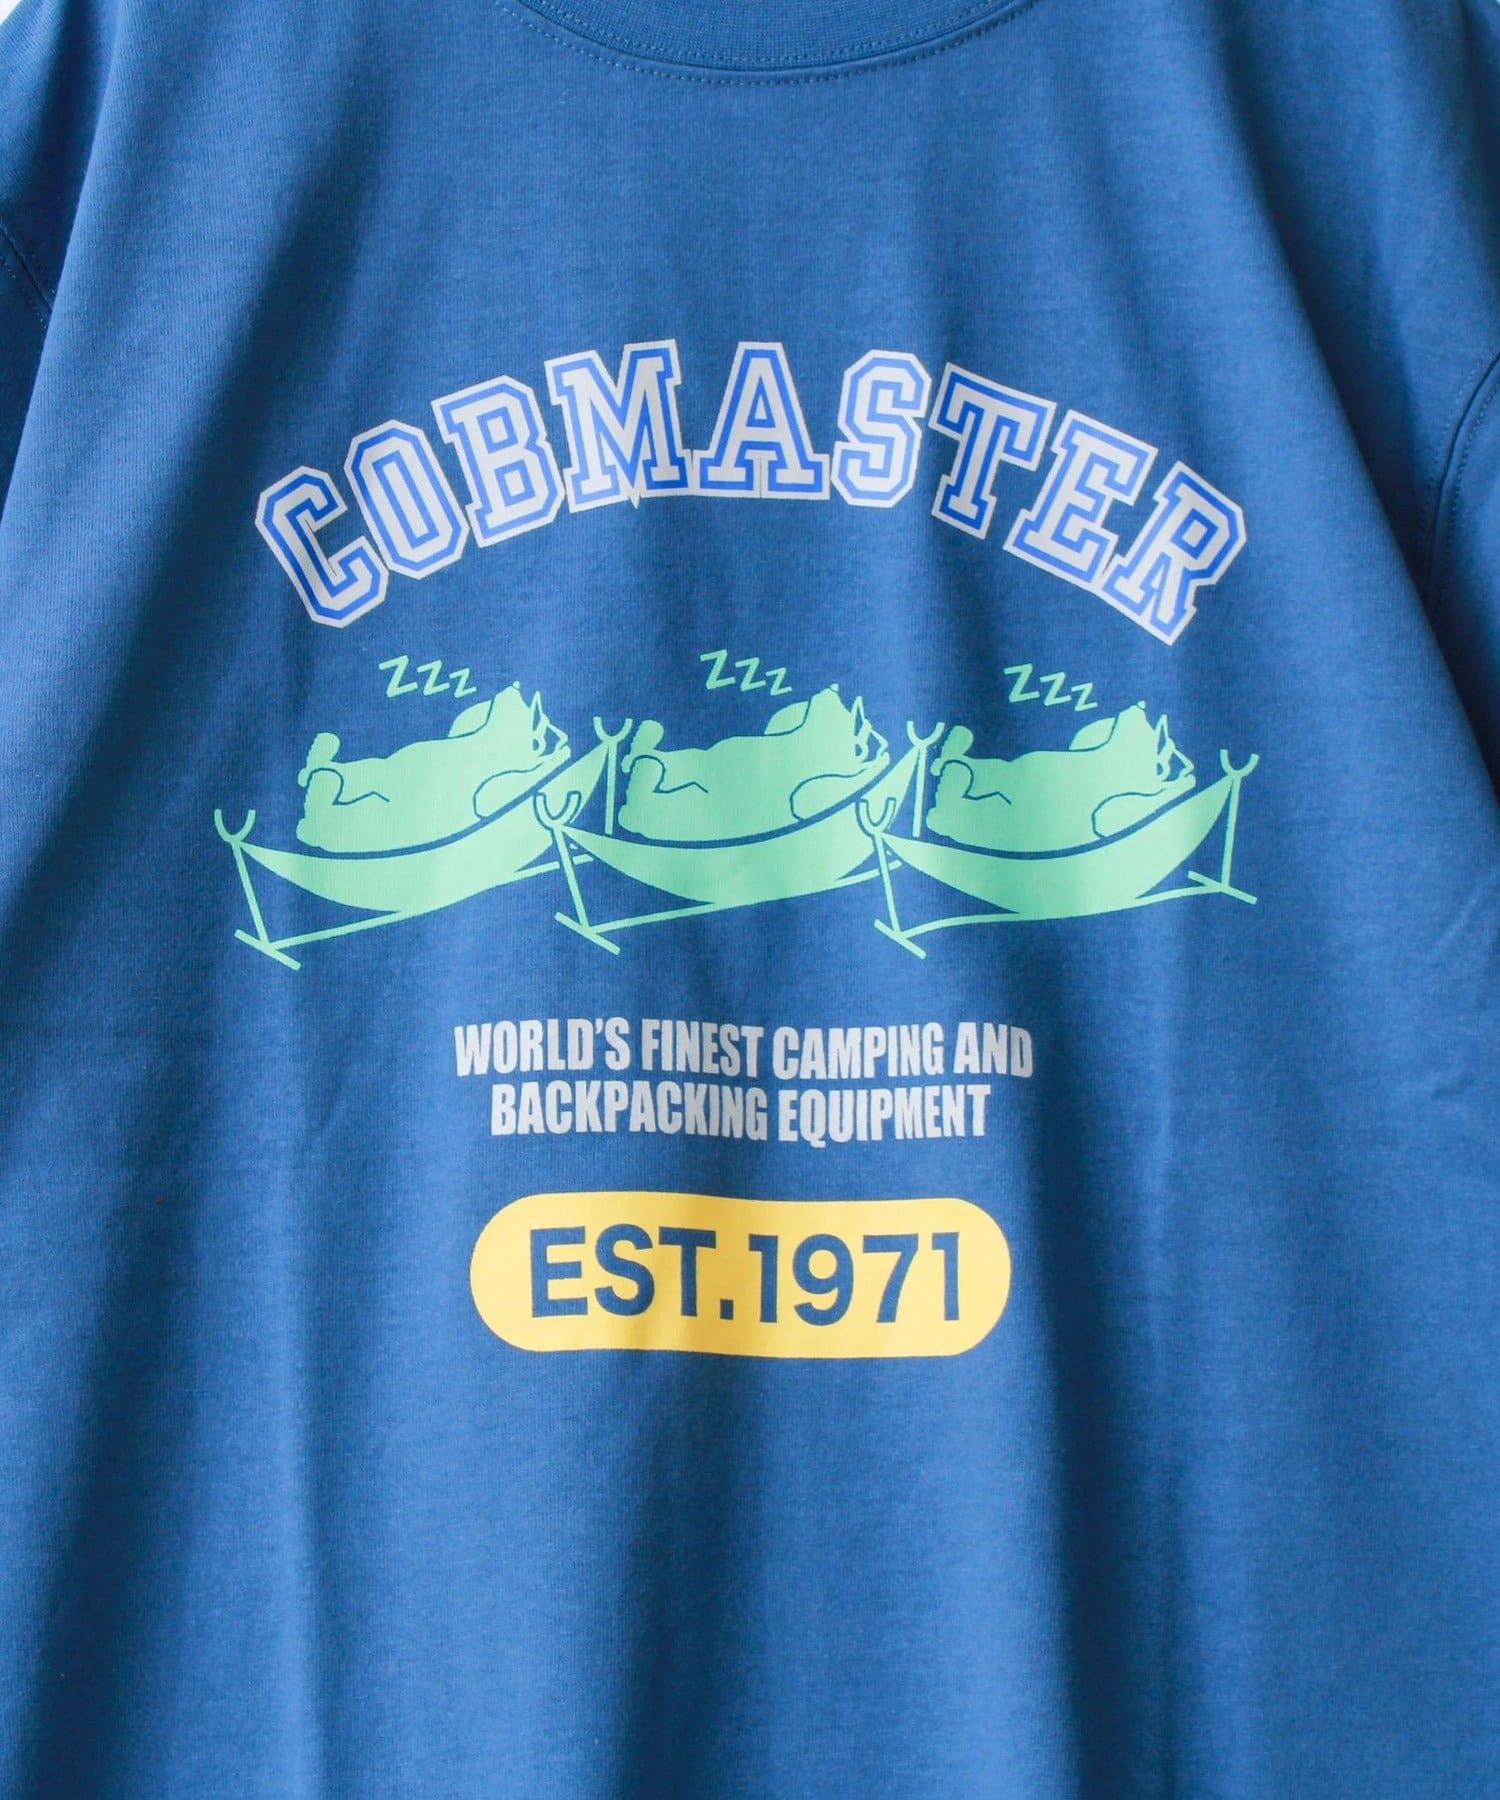 COBMASTER
ZZZ ZZZ ZZZ
WORLD'S FINEST CAMPING AND
BACKPACKING EQUIPMENT
EST.1971